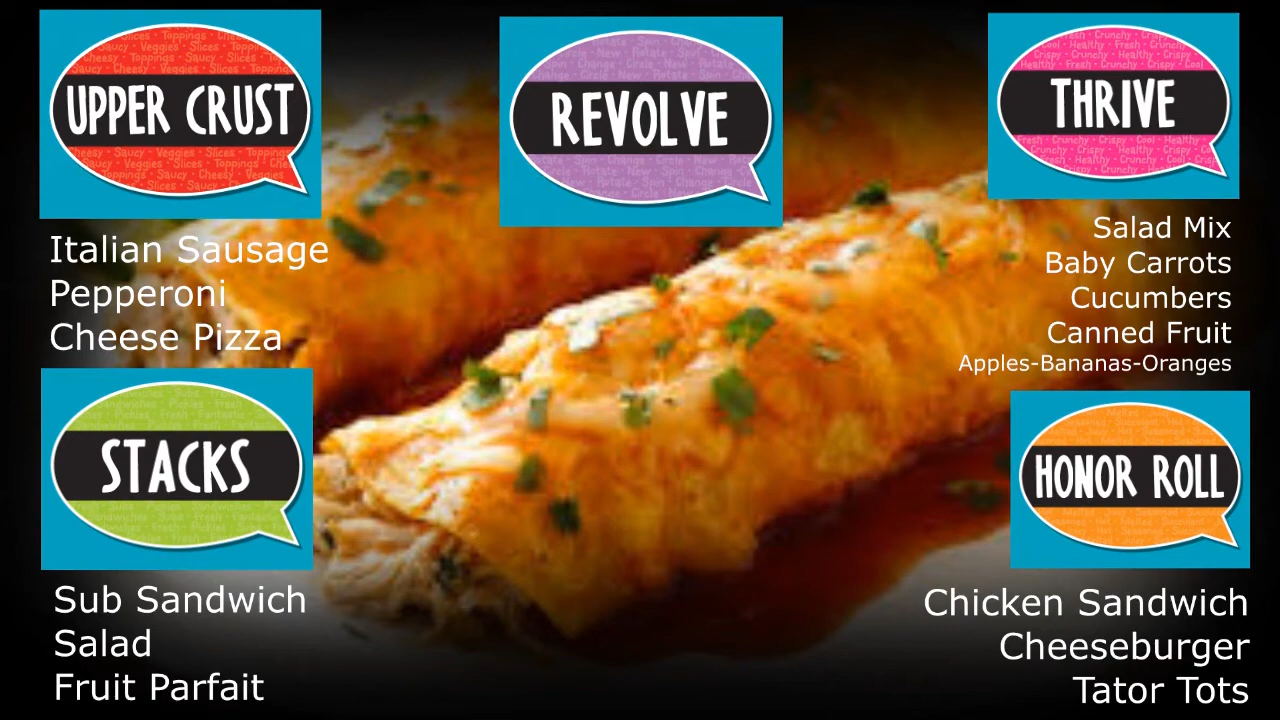 UPPER CRUST
Italian Sausage
Pepperoni
Cheese Pizza
STACKS
Sub Sandwich
Salad
Fruit Parfait
REVOLVE
THRIVE
Salad Mix
Baby Carrots
Cucumbers
Canned Fruit
Apples-Bananas-Oranges
HONOR ROLL
Chicken Sandwich
Cheeseburger
Tator Tots